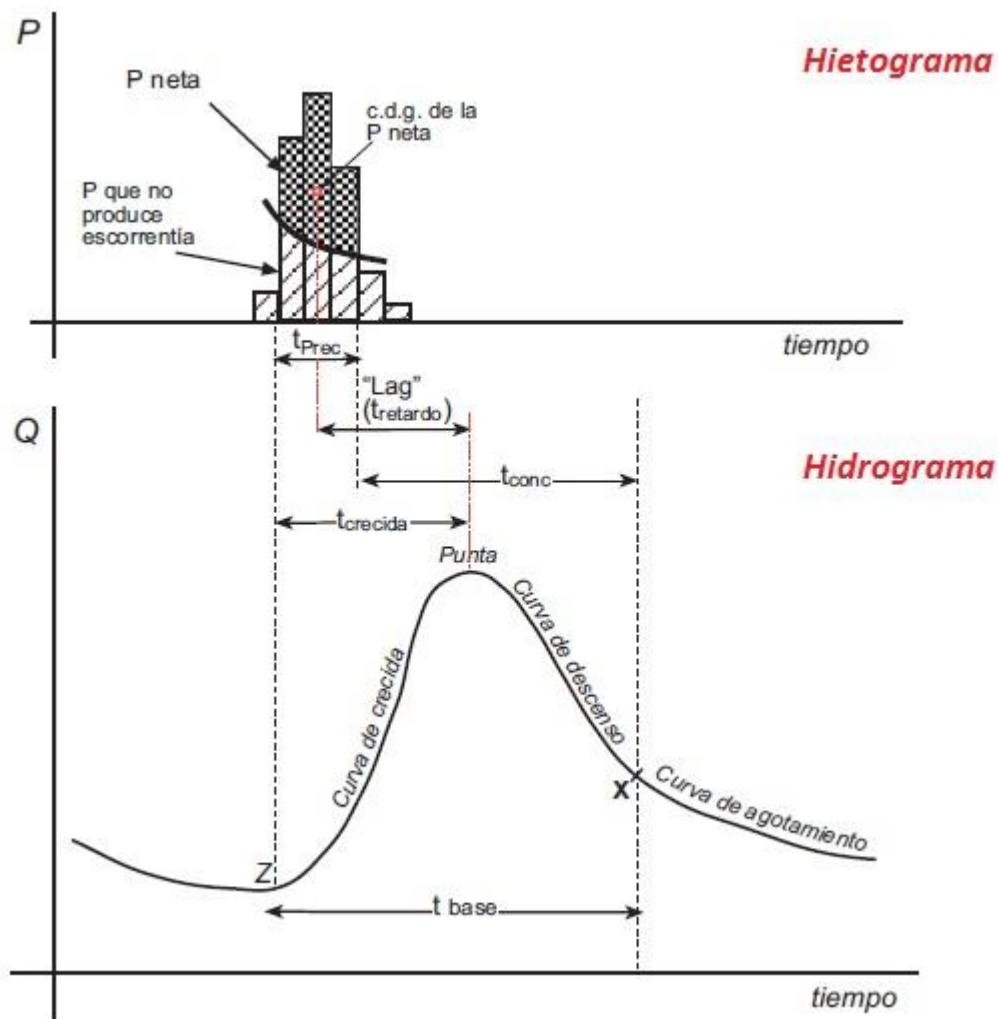 P
Hietograma
P neta
c.d.g. de la
P neta
P que no
produce
escorrentia
tiempo
tPrec
"Lag"
(tretardo)
Q
Hidrograma
tconc
tcrecida
Punta
Curva de crecida
Curva de descenso
X
Curva de agotamiento
Z
t base
tiempo